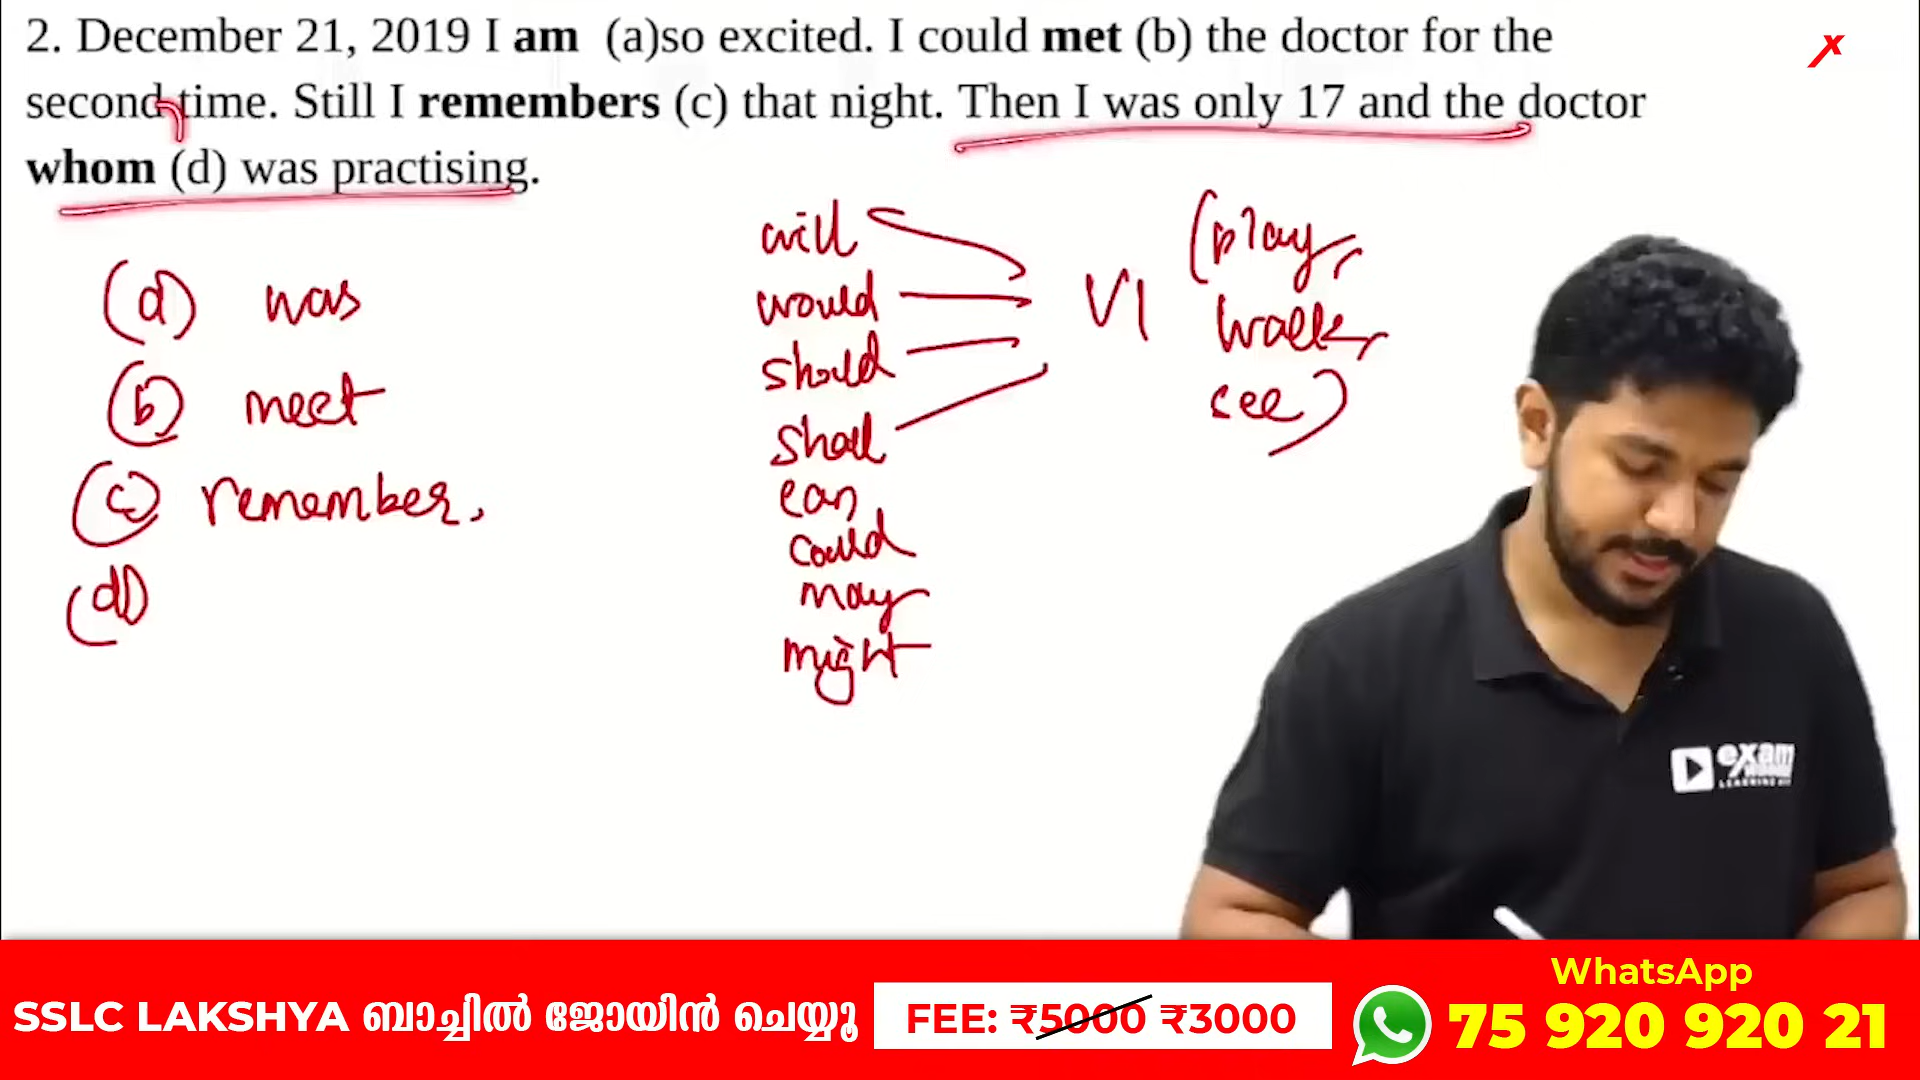 2. December 21, 2019 I am (a)so excited. I could met (b) the doctor for the
second time. Still I remembers (c) that night. Then I was only 17 and the doctor
whom (d) was practising.
x
(a) was
(b) meet
(c) remember,
(d)
will
would
should
shall
can
could
may
might
V1
(play,
walk,
see)
exam
WhatsApp
SSLC LAKSHYA ബാച്ചിൽ ജോയിൻ ചെയ്യൂ
FEE: ₹5000 ₹3000
75 920 920 21